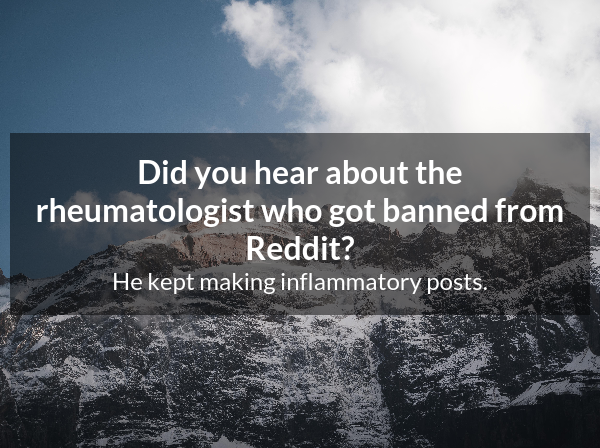 Did you hear about the
rheumatologist who got banned from
Reddit?
He kept making inflammatory posts.